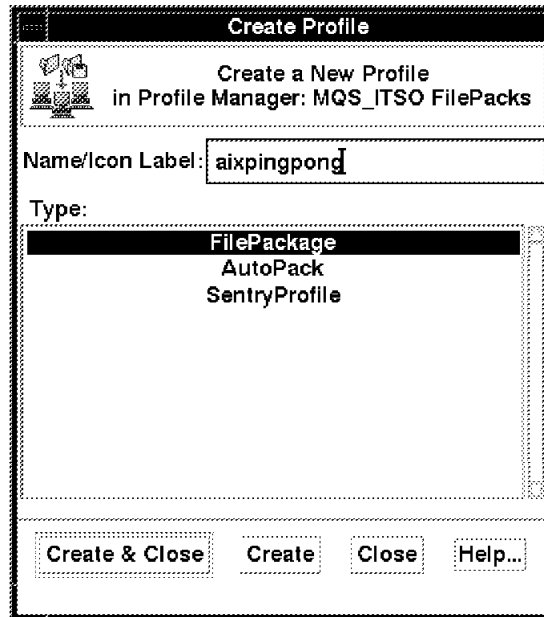 Create Profile
Create a New Profile
in Profile Manager: MQS_ITSO FilePacks
Name/Icon Label: aixpingpong
Type:
FilePackage
AutoPack
SentryProfile
Create & Close Create Close Help...